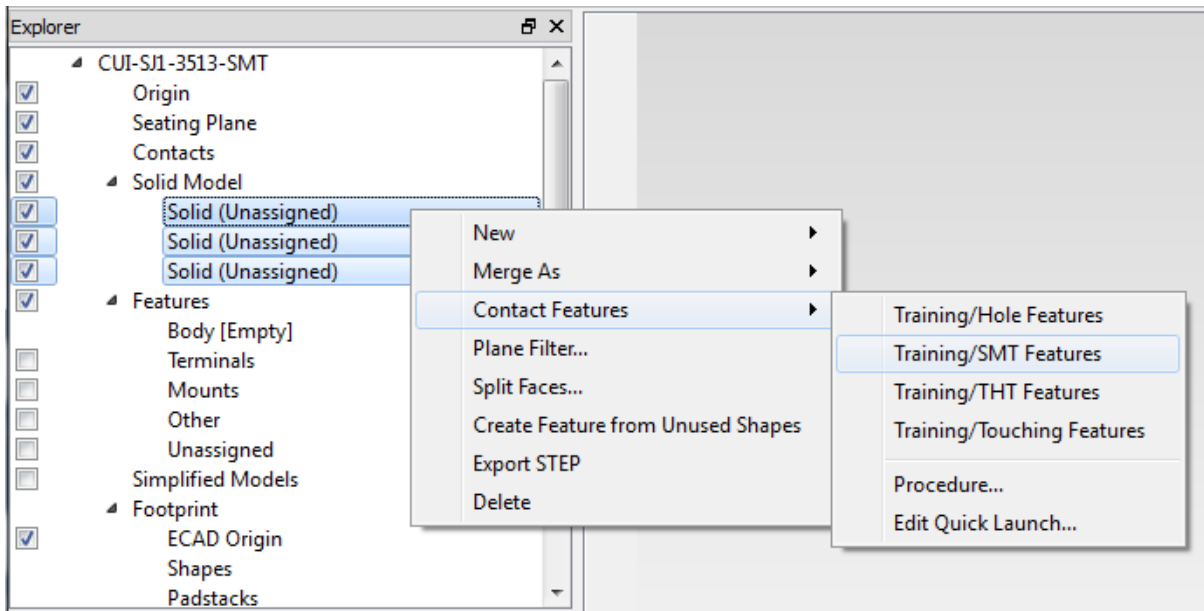 Explorer
CUI-SJ1-3513-SMT
Origin
Seating Plane
Contacts
Solid Model
Solid (Unassigned)
Solid (Unassigned)
Solid (Unassigned)
Features
Body [Empty]
Terminals
Mounts
Other
Unassigned
Simplified Models
Footprint
ECAD Origin
Shapes
Padstacks
New
Merge As
Contact Features
Plane Filter...
Split Faces...
Create Feature from Unused Shapes
Export STEP
Delete
Training/Hole Features
Training/SMT Features
Training/THT Features
Training/Touching Features
Procedure...
Edit Quick Launch...